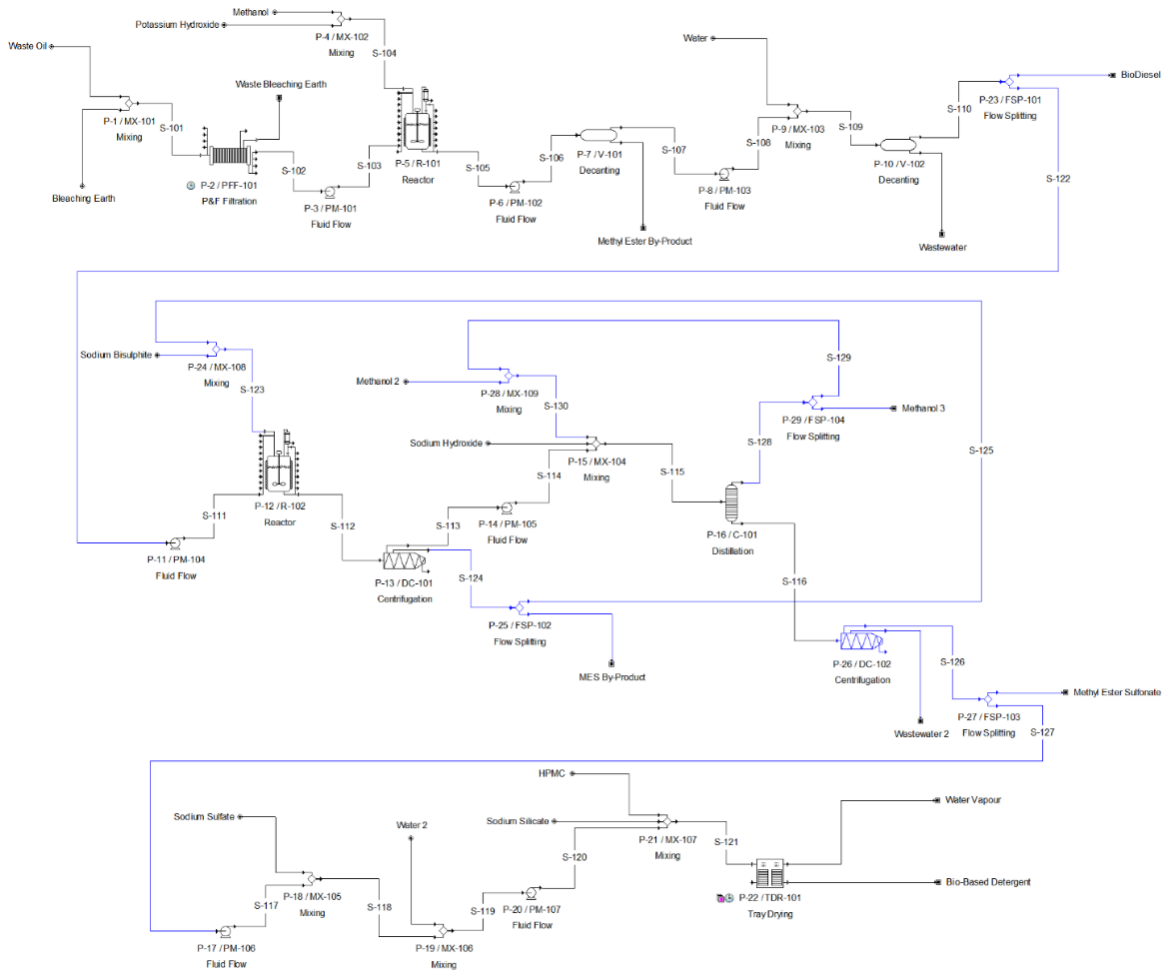 Methanol
Potassium Hydroxide
P-4 / MX-102
Mixing
S-104
Waste Oil
Waste Bleaching Earth
P-1 / MX-101
Mixing
S-101
Bleaching Earth
P-2 / PFF-101
P&F Filtration
S-102
P-3 / PM-101
Fluid Flow
S-103
P-5 / R-101
Reactor
S-105
P-6 / PM-102
Fluid Flow
S-106
P-7 / V-101
Decanting
S-107
Methyl Ester By-Product
P-8 / PM-103
Fluid Flow
S-108
Water
P-9 / MX-103
Mixing
S-109
P-10 / V-102
Decanting
Wastewater
S-110
P-23 / FSP-101
Flow Splitting
BioDiesel
S-122
Sodium Bisulphite
P-24 / MX-108
Mixing
S-123
P-12 / R-102
Reactor
S-111
P-11 / PM-104
Fluid Flow
S-112
P-13 / DC-101
Centrifugation
S-113
P-14 / PM-105
Fluid Flow
S-114
S-124
P-25 / FSP-102
Flow Splitting
MES By-Product
Methanol 2
P-28 / MX-109
Mixing
S-130
Sodium Hydroxide
P-15 / MX-104
Mixing
S-115
S-129
P-29 / FSP-104
Flow Splitting
Methanol 3
S-128
S-125
P-16 / C-101
Distillation
S-116
P-26 / DC-102
Centrifugation
S-126
Wastewater 2
P-27 / FSP-103
Flow Splitting
Methyl Ester Sulfonate
S-127
HPMC
Sodium Sulfate
Water 2
Sodium Silicate
P-21 / MX-107
Mixing
S-121
Water Vapour
Bio-Based Detergent
P-22 / TDR-101
Tray Drying
S-120
P-20 / PM-107
Fluid Flow
S-119
P-19 / MX-106
Mixing
S-118
P-18 / MX-105
Mixing
S-117
P-17 / PM-106
Fluid Flow